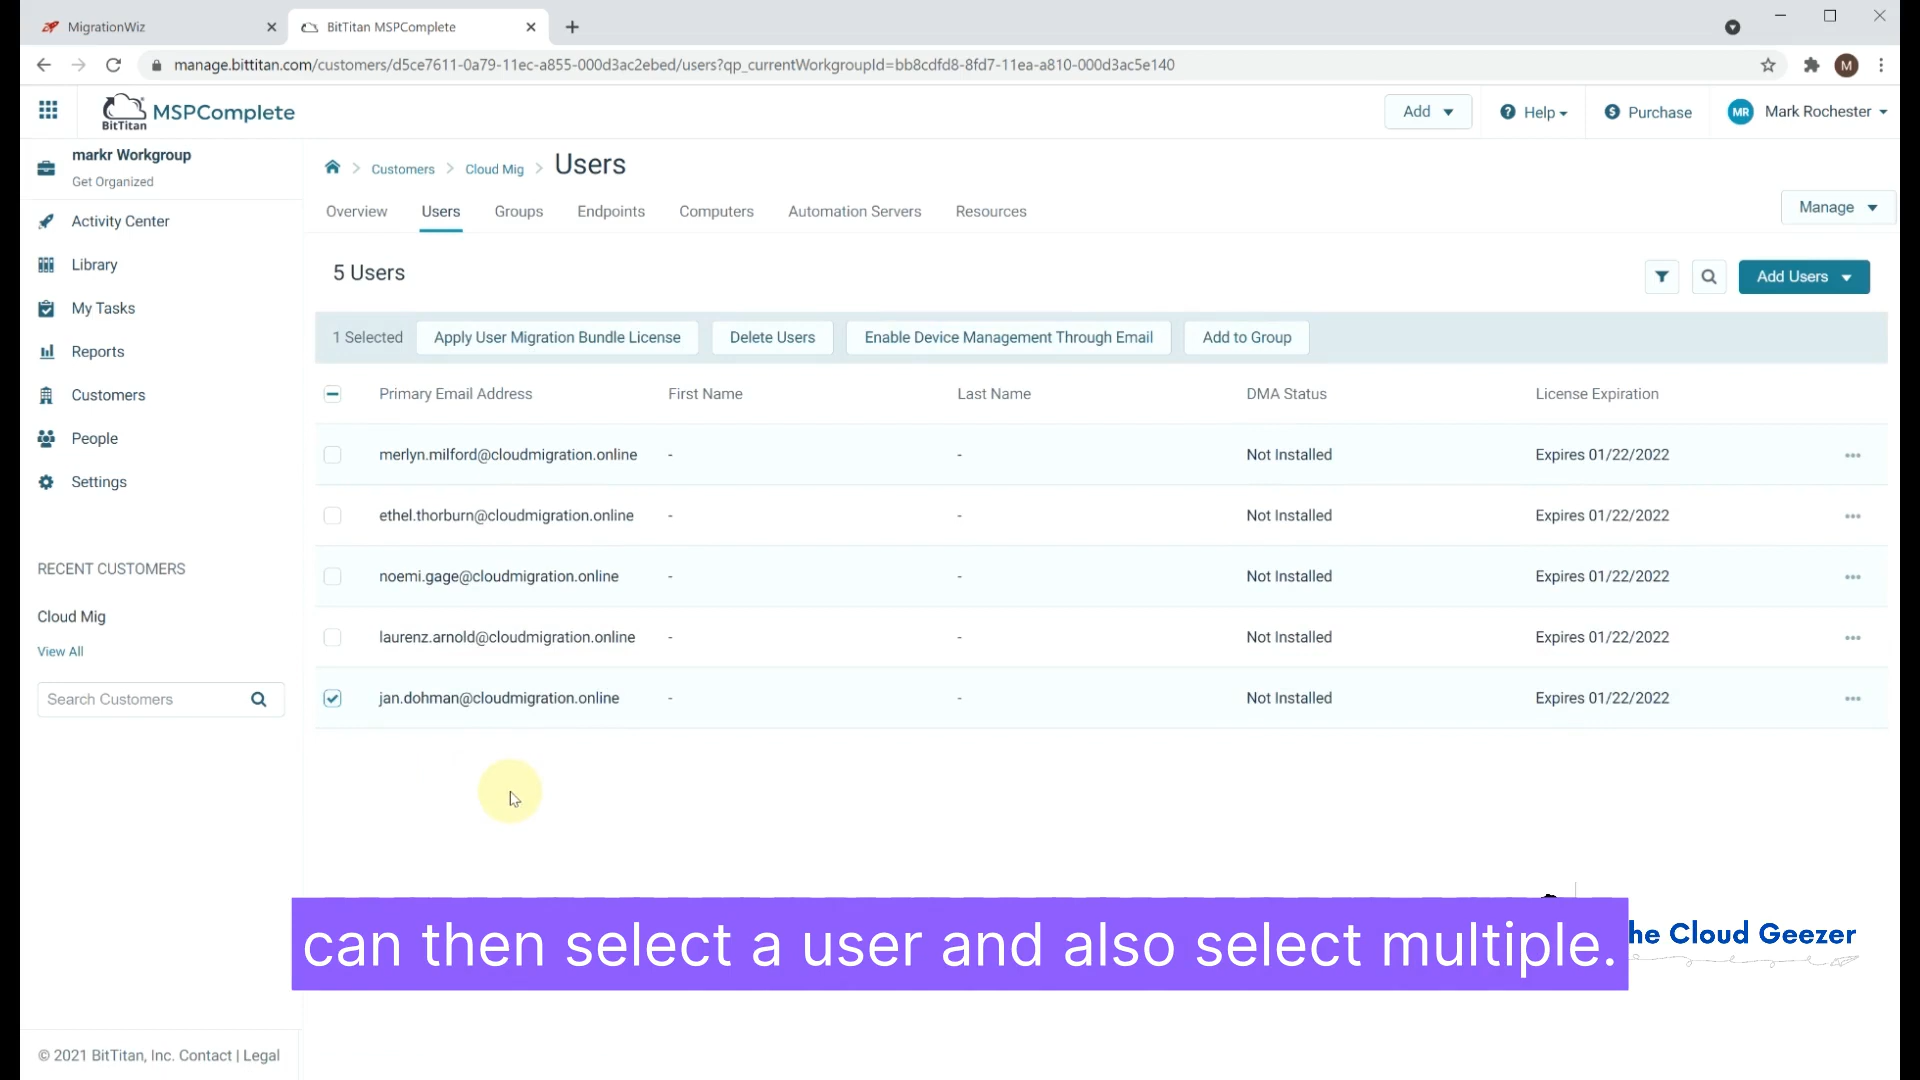 MigrationWiz
BitTitan MSPComplete
manage.bittitan.com/customers/d5ce7611-0a79-11ec-a855-000d3ac2ebed/users?qp_currentWorkgroupId=bb8cdfd8-8fd7-11ea-a810-000d3ac5e140
M
BitTitan MSPComplete
Add
Help
Purchase
MR Mark Rochester
markr Workgroup
Get Organized
Activity Center
Library
My Tasks
Reports
Customers
People
Settings
RECENT CUSTOMERS
Cloud Mig
View All
Search Customers
© 2021 BitTitan, Inc. Contact | Legal
Customers > Cloud Mig > Users
Overview Users Groups Endpoints Computers Automation Servers Resources
Manage
5 Users
Add Users
1 Selected Apply User Migration Bundle License Delete Users Enable Device Management Through Email Add to Group
Primary Email Address First Name Last Name DMA Status License Expiration
merlyn.milford@cloudmigration.online - - Not Installed Expires 01/22/2022
ethel.thorburn@cloudmigration.online - - Not Installed Expires 01/22/2022
noemi.gage@cloudmigration.online - - Not Installed Expires 01/22/2022
laurenz.arnold@cloudmigration.online - - Not Installed Expires 01/22/2022
jan.dohman@cloudmigration.online - - Not Installed Expires 01/22/2022
can then select a user and also select multiple.
he Cloud Geezer